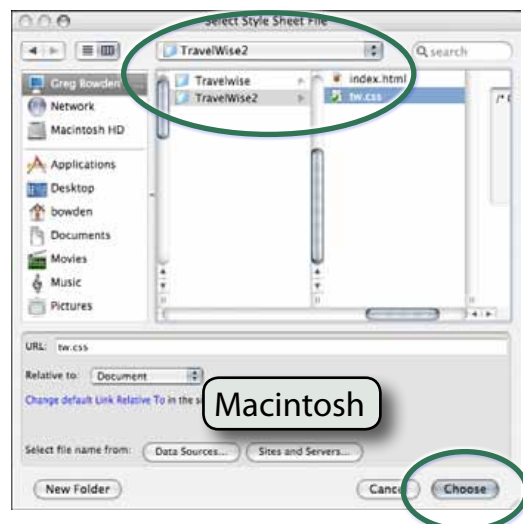 Select Style Sheet File
TravelWise2
search
Greg Bowden
Network
Macintosh HD
Applications
Desktop
bowden
Documents
Movies
Music
Pictures
Travelwise
TravelWise2
index.html
tw.css
URL: tw.css
Relative to: Document
Change default Link Relative To in the
Macintosh
Select file name from: Data Sources... Sites and Servers...
New Folder Cancel Choose